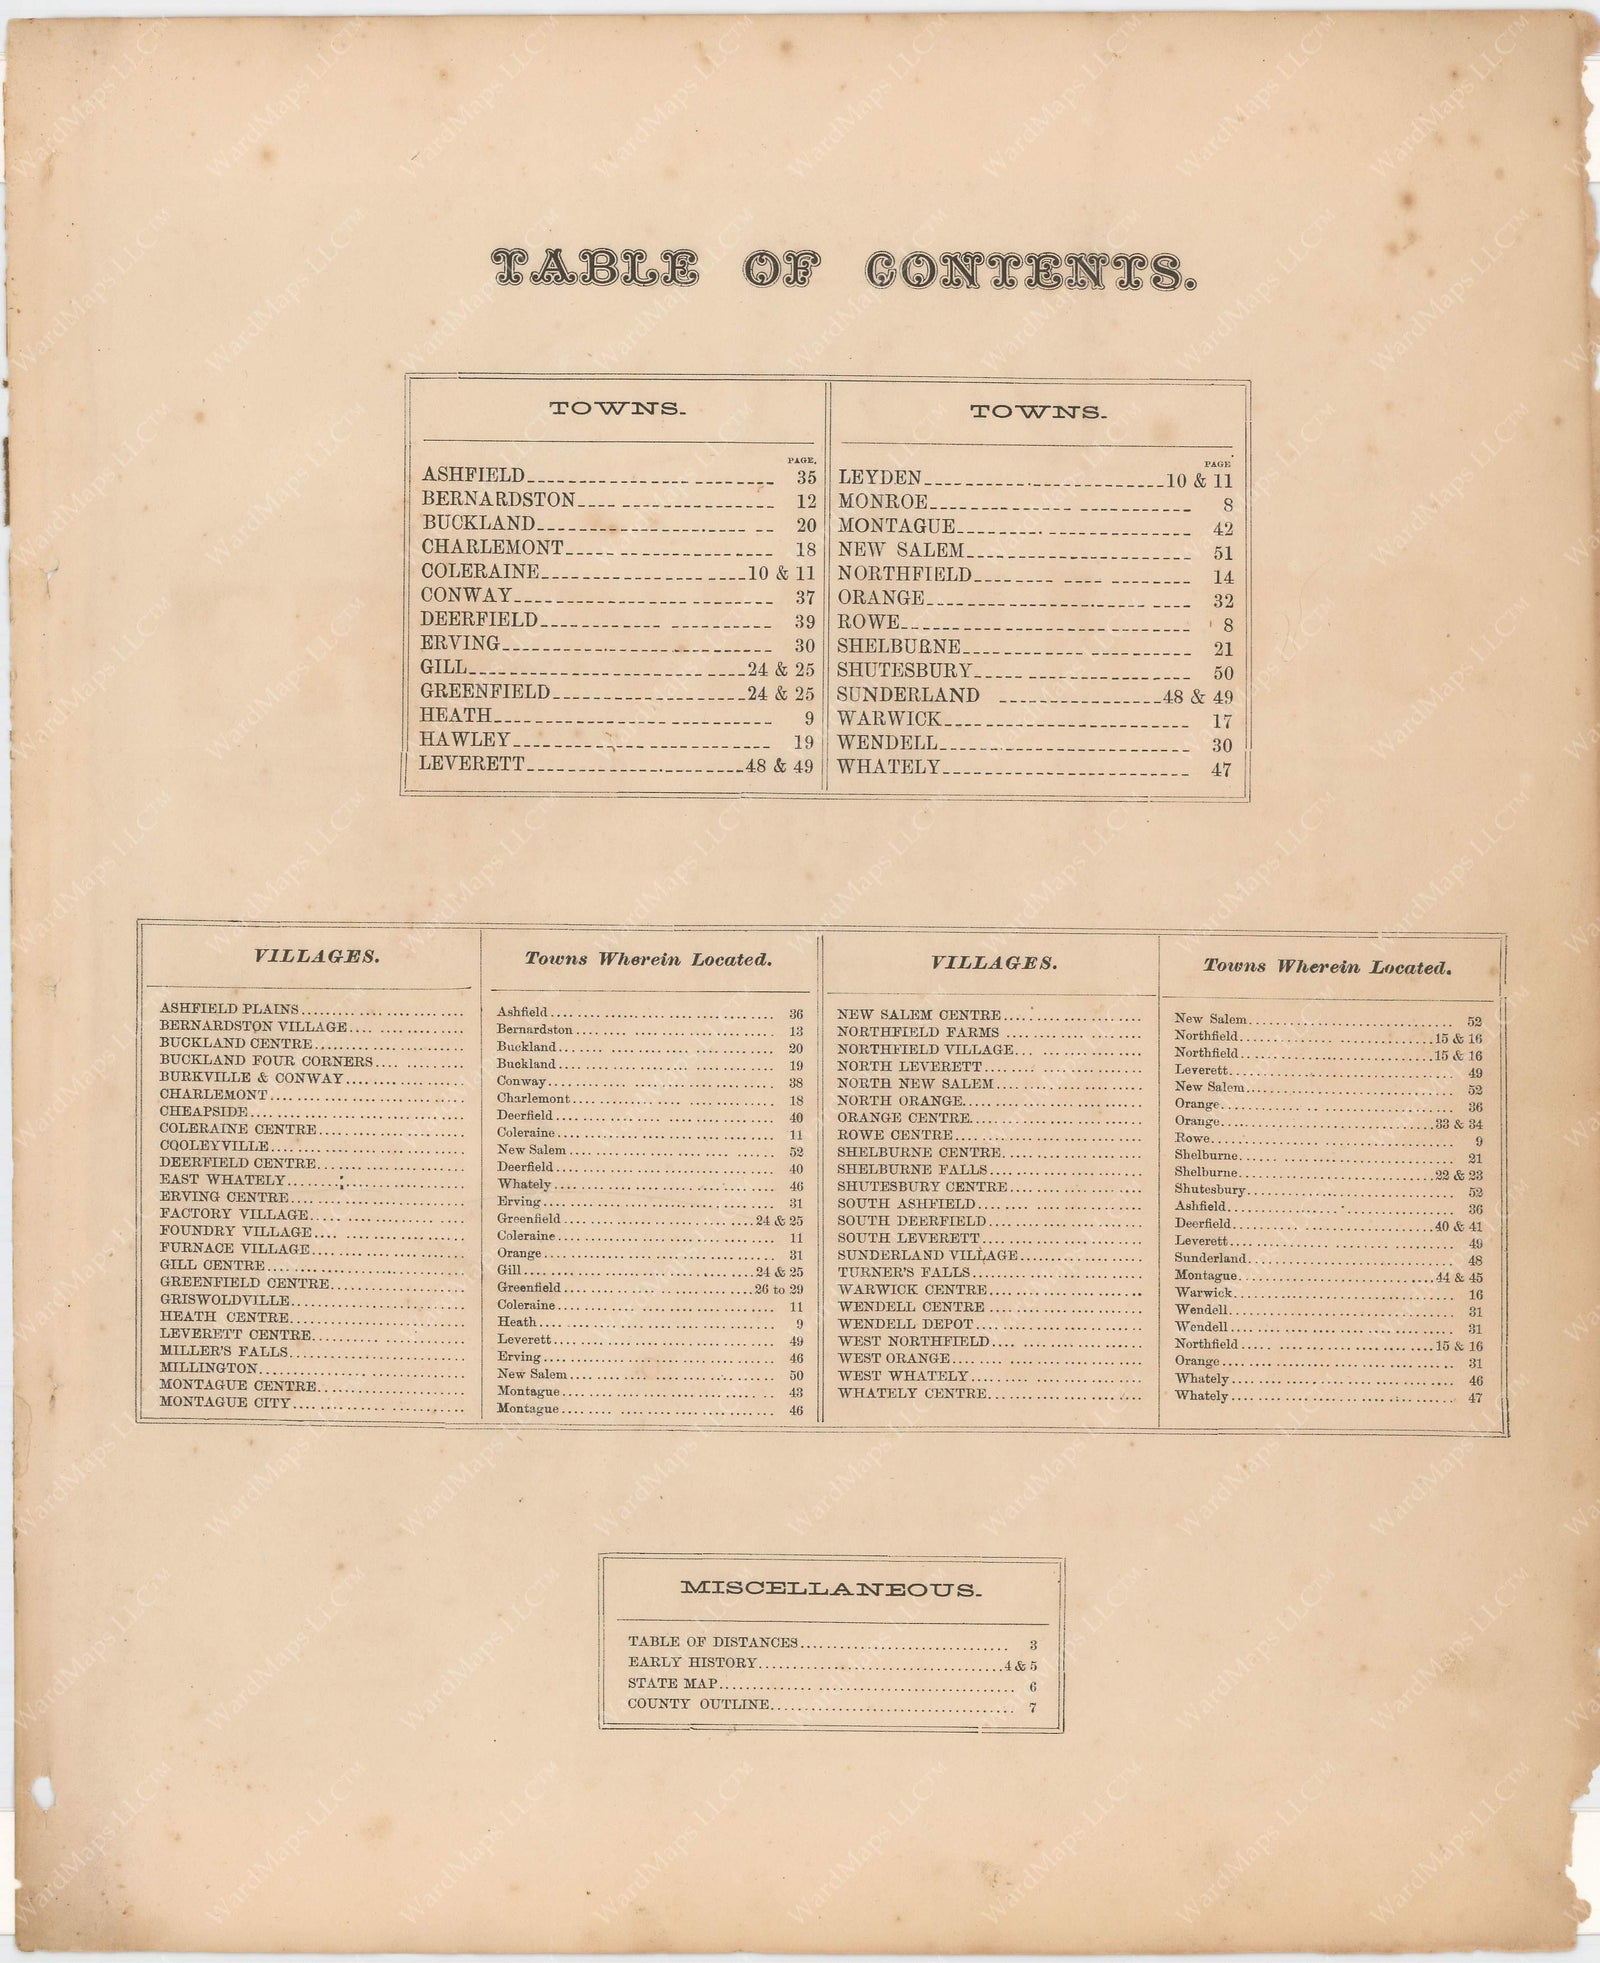 TABLE OF CONTENTS.
TOWNS.
PAGE.
ASHFIELD 35
BERNARDSTON 12
BUCKLAND 20
CHARLEMONT 18
COLERAINE 10 & 11
CONWAY 37
DEERFIELD 39
ERVING 30
GILL 24 & 25
GREENFIELD 24 & 25
HEATH 9
HAWLEY 19
LEVERETT 48 & 49
TOWNS.
PAGE
LEYDEN 10 & 11
MONROE 8
MONTAGUE 42
NEW SALEM 51
NORTHFIELD 14
ORANGE 32
ROWE 8
SHELBURNE 21
SHUTESBURY 50
SUNDERLAND 48 & 49
WARWICK 17
WENDELL 30
WHATELY 47
VILLAGES. Towns Wherein Located.
ASHFIELD PLAINS Ashfield 36
BERNARDSTON VILLAGE Bernardston 13
BUCKLAND CENTRE Buckland 20
BUCKLAND FOUR CORNERS Buckland 19
BURKVILLE & CONWAY Conway 38
CHARLEMONT Charlemont 18
CHEAPSIDE Deerfield 40
COLERAINE CENTRE Coleraine 11
COOLEYVILLE New Salem 52
DEERFIELD CENTRE Deerfield 40
EAST WHATELY Whately 46
ERVING CENTRE Erving 31
FACTORY VILLAGE Greenfield 24 & 25
FOUNDRY VILLAGE Coleraine 11
FURNACE VILLAGE Orange 31
GILL CENTRE Gill 24 & 25
GREENFIELD CENTRE Greenfield 26 to 29
GRISWOLDVILLE Coleraine 11
HEATH CENTRE Heath 9
LEVERETT CENTRE Leverett 49
MILLER'S FALLS Erving 46
MILLINGTON New Salem 50
MONTAGUE CENTRE Montague 43
MONTAGUE CITY Montague 46
VILLAGES. Towns Wherein Located.
NEW SALEM CENTRE New Salem 52
NORTHFIELD FARMS Northfield 15 & 16
NORTHFIELD VILLAGE Northfield 15 & 16
NORTH LEVERETT Leverett 49
NORTH NEW SALEM New Salem 52
NORTH ORANGE Orange 36
ORANGE CENTRE Orange 33 & 34
ROWE CENTRE Rowe 9
SHELBURNE CENTRE Shelburne 21
SHELBURNE FALLS Shelburne 22 & 23
SHUTESBURY CENTRE Shutesbury 52
SOUTH ASHFIELD Ashfield 36
SOUTH DEERFIELD Deerfield 40 & 41
SOUTH LEVERETT Leverett 49
SUNDERLAND VILLAGE Sunderland 48
TURNER'S FALLS Montague 44 & 45
WARWICK CENTRE Warwick 16
WENDELL CENTRE Wendell 31
WENDELL DEPOT Wendell 31
WEST NORTHFIELD Northfield 15 & 16
WEST ORANGE Orange 31
WEST WHATELY Whately 46
WHATELY CENTRE Whately 47
MISCELLANEOUS.
TABLE OF DISTANCES 3
EARLY HISTORY 4 & 5
STATE MAP 6
COUNTY OUTLINE 7
WardMaps LLC™